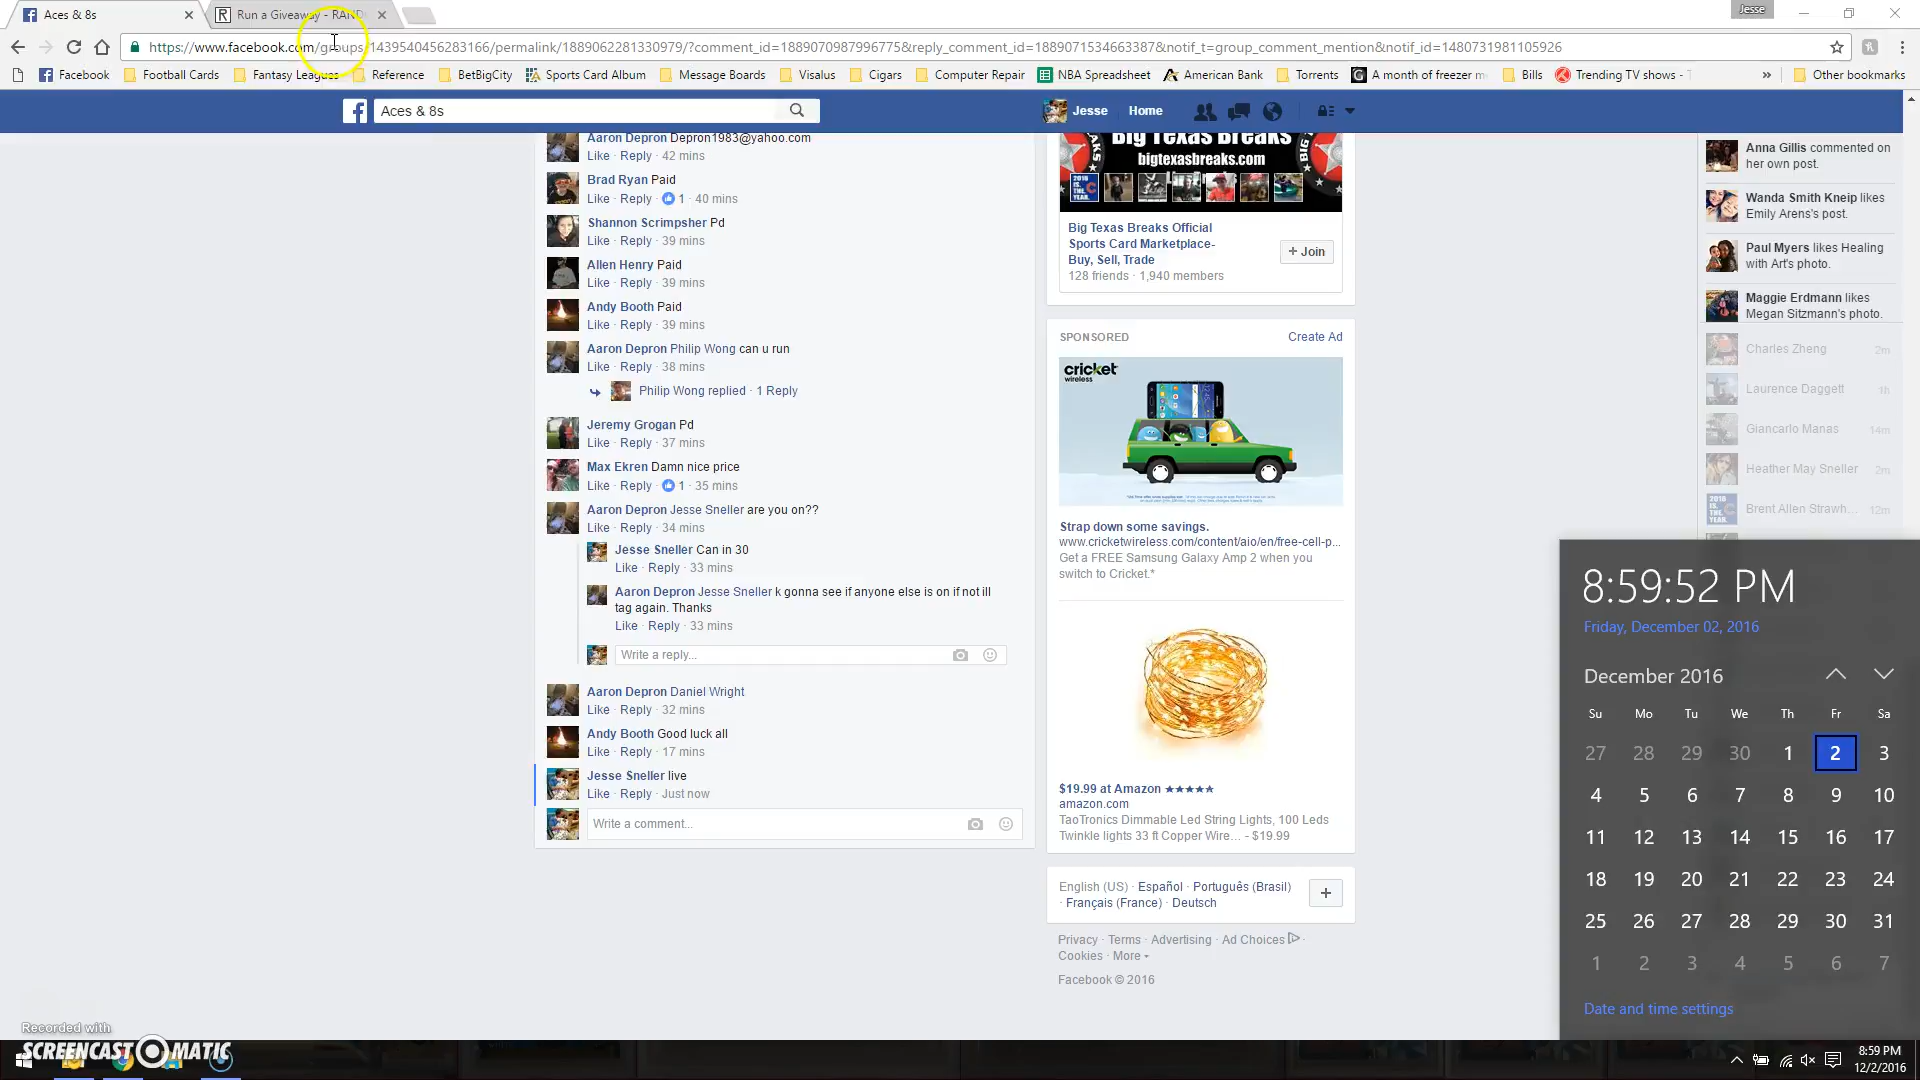 Aces & 8s
Run a Giveaway - RAND
Jesse
https://www.facebook.com/groups/1439540456283166/permalink/1889062281330979/?comment_id=1889070987996775&reply_comment_id=1889071534663387&notif_t=group_comment_mention&notif_id=1480731981105926
Facebook
Football Cards
Fantasy Leagues
Reference
BetBigCity
Sports Card Album
Message Boards
Visalus
Cigars
Computer Repair
NBA Spreadsheet
American Bank
Torrents
A month of freezer m
Bills
Trending TV shows -
»
Other bookmarks
Aces & 8s
Jesse
Home
Aaron Depron Depron1983@yahoo.com
Like · Reply · 42 mins
Brad Ryan Paid
Like · Reply · 1 · 40 mins
Shannon Scrimpsher Pd
Like · Reply · 39 mins
Allen Henry Paid
Like · Reply · 39 mins
Andy Booth Paid
Like · Reply · 39 mins
Aaron Depron Philip Wong can u run
Like · Reply · 38 mins
Philip Wong replied · 1 Reply
Jeremy Grogan Pd
Like · Reply · 37 mins
Max Ekren Damn nice price
Like · Reply · 1 · 35 mins
Aaron Depron Jesse Sneller are you on??
Like · Reply · 34 mins
Jesse Sneller Can in 30
Like · Reply · 33 mins
Aaron Depron Jesse Sneller k gonna see if anyone else is on if not ill
tag again. Thanks
Like · Reply · 33 mins
Write a reply...
Aaron Depron Daniel Wright
Like · Reply · 32 mins
Andy Booth Good luck all
Like · Reply · 17 mins
Jesse Sneller live
Like · Reply · Just now
Write a comment...
Big Texas Breaks
bigtexasbreaks.com
BREAKS
2016
IS THE
YEAR.
Big Texas Breaks Official
Sports Card Marketplace-
Buy, Sell, Trade
128 friends · 1,940 members
+ Join
SPONSORED
Create Ad
cricket
wireless
Strap down some savings.
www.cricketwireless.com/content/aio/en/free-cell-p...
Get a FREE Samsung Galaxy Amp 2 when you
switch to Cricket.*
$19.99 at Amazon ★★★★★
amazon.com
TaoTronics Dimmable Led String Lights, 100 Leds
Twinkle lights 33 ft Copper Wire… - $19.99
English (US) · Español · Português (Brasil)
· Français (France) · Deutsch
+
Privacy · Terms · Advertising · Ad Choices ·
Cookies · More
Facebook © 2016
Anna Gillis commented on
her own post.
Wanda Smith Kneip likes
Emily Arens's post.
Paul Myers likes Healing
with Art's photo.
Maggie Erdmann likes
Megan Sitzmann's photo.
Charles Zheng 2m
Laurence Daggett 1h
Giancarlo Manas 14m
Heather May Sneller 2m
Brent Allen Strawh... 12m
8:59:52 PM
Friday, December 02, 2016
December 2016
Su Mo Tu We Th Fr Sa
27 28 29 30 1 2 3
4 5 6 7 8 9 10
11 12 13 14 15 16 17
18 19 20 21 22 23 24
25 26 27 28 29 30 31
1 2 3 4 5 6 7
Date and time settings
Recorded with
SCREENCAST MATIC
8:59 PM
12/2/2016